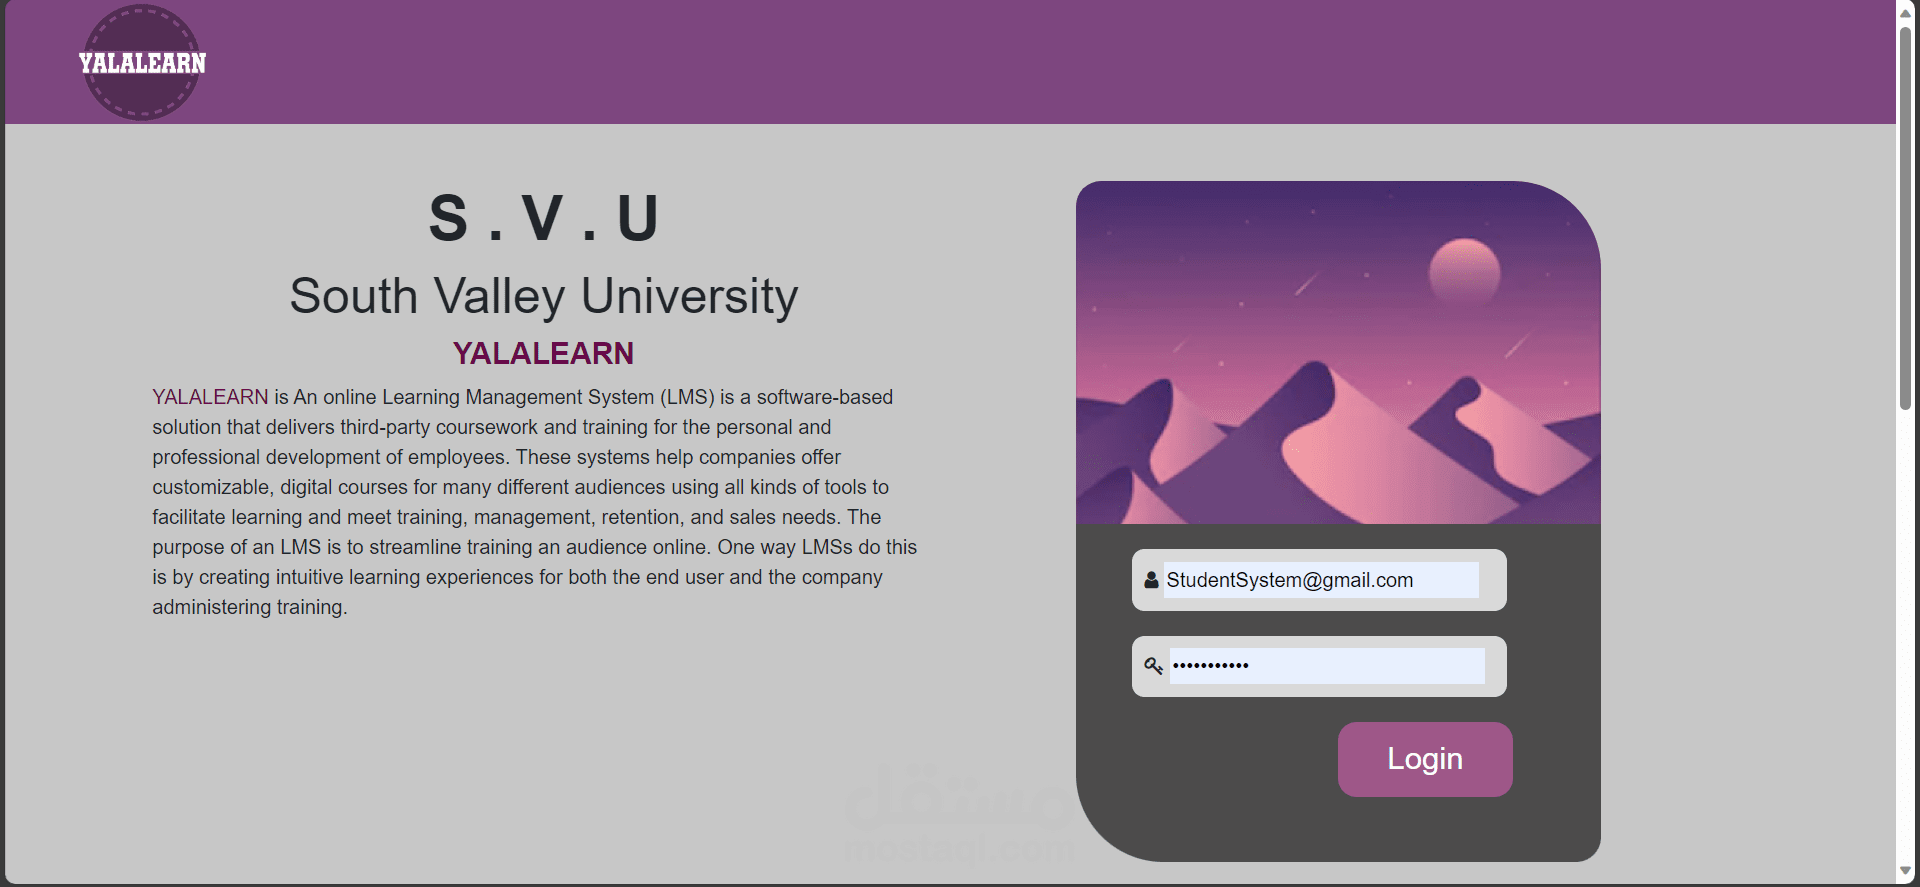 YALALEARN
S . V . U
South Valley University
YALALEARN
YALALEARN is An online Learning Management System (LMS) is a software-based
solution that delivers third-party coursework and training for the personal and
professional development of employees. These systems help companies offer
customizable, digital courses for many different audiences using all kinds of tools to
facilitate learning and meet training, management, retention, and sales needs. The
purpose of an LMS is to streamline training an audience online. One way LMSs do this
is by creating intuitive learning experiences for both the end user and the company
administering training.
StudentSystem@gmail.com
•••••••••••
Login
مستقل
mostaql.com